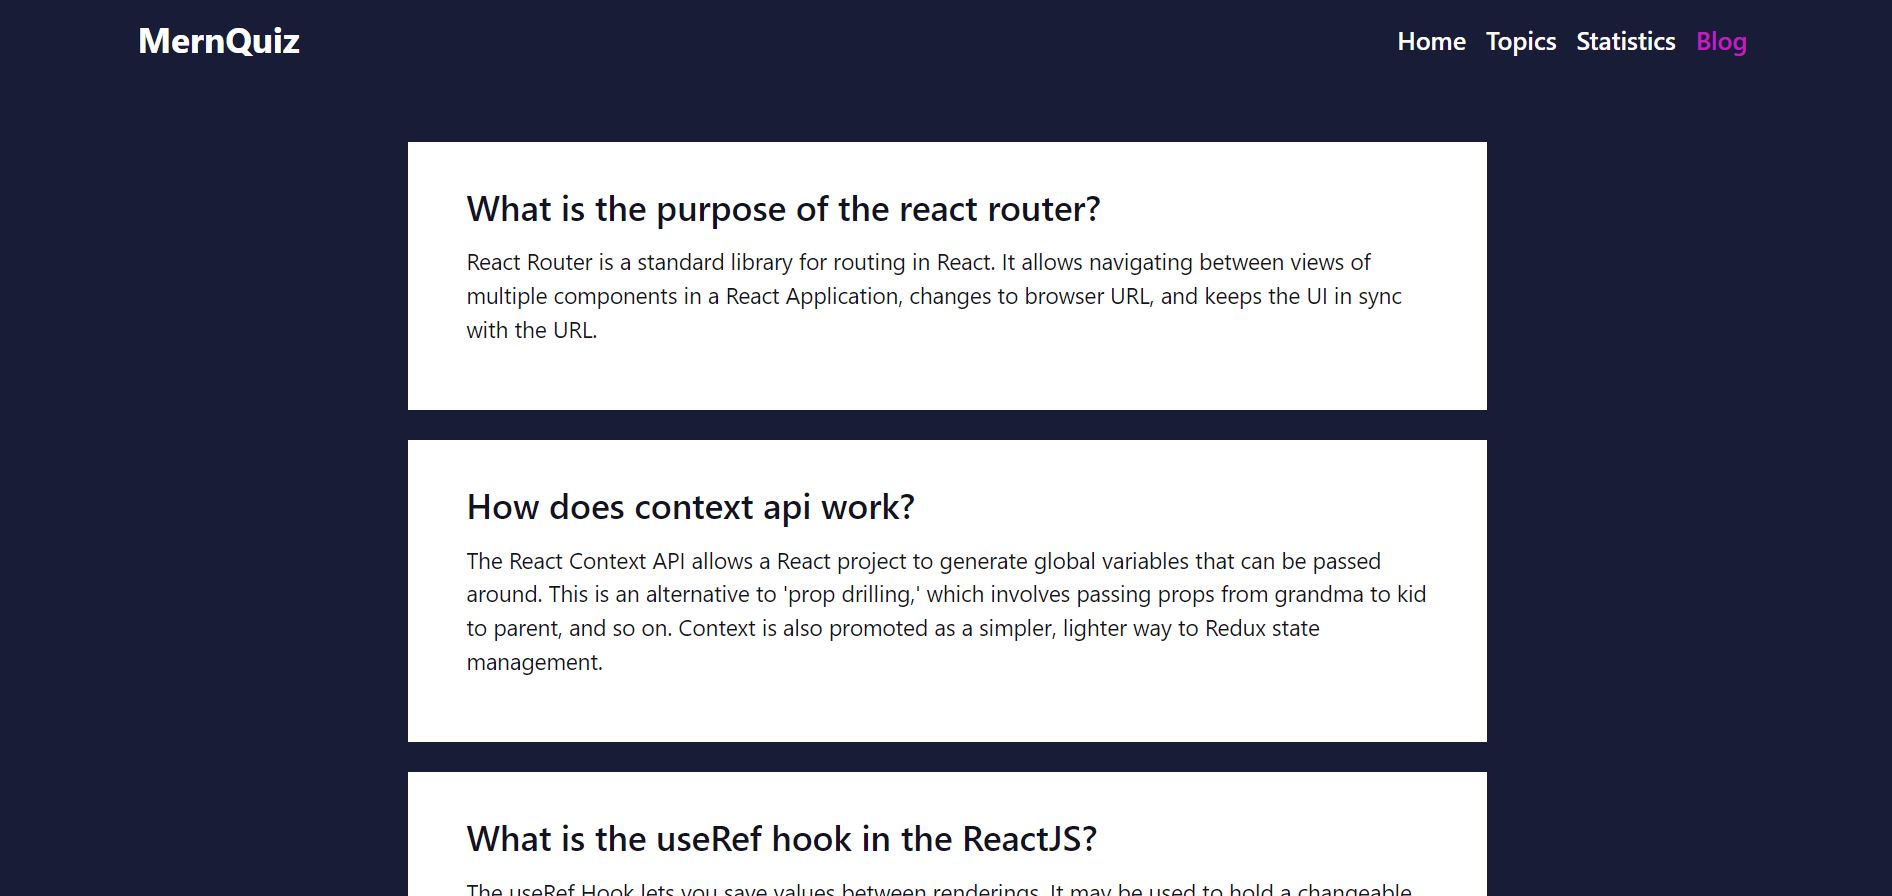 MernQuiz
Home Topics Statistics Blog
What is the purpose of the react router?
React Router is a standard library for routing in React. It allows navigating between views of
multiple components in a React Application, changes to browser URL, and keeps the UI in sync
with the URL.
How does context api work?
The React Context API allows a React project to generate global variables that can be passed
around. This is an alternative to 'prop drilling,' which involves passing props from grandma to kid
to parent, and so on. Context is also promoted as a simpler, lighter way to Redux state
management.
What is the useRef hook in the ReactJS?
The useRef Hook lets you save values between renderings. It may be used to hold a changeable